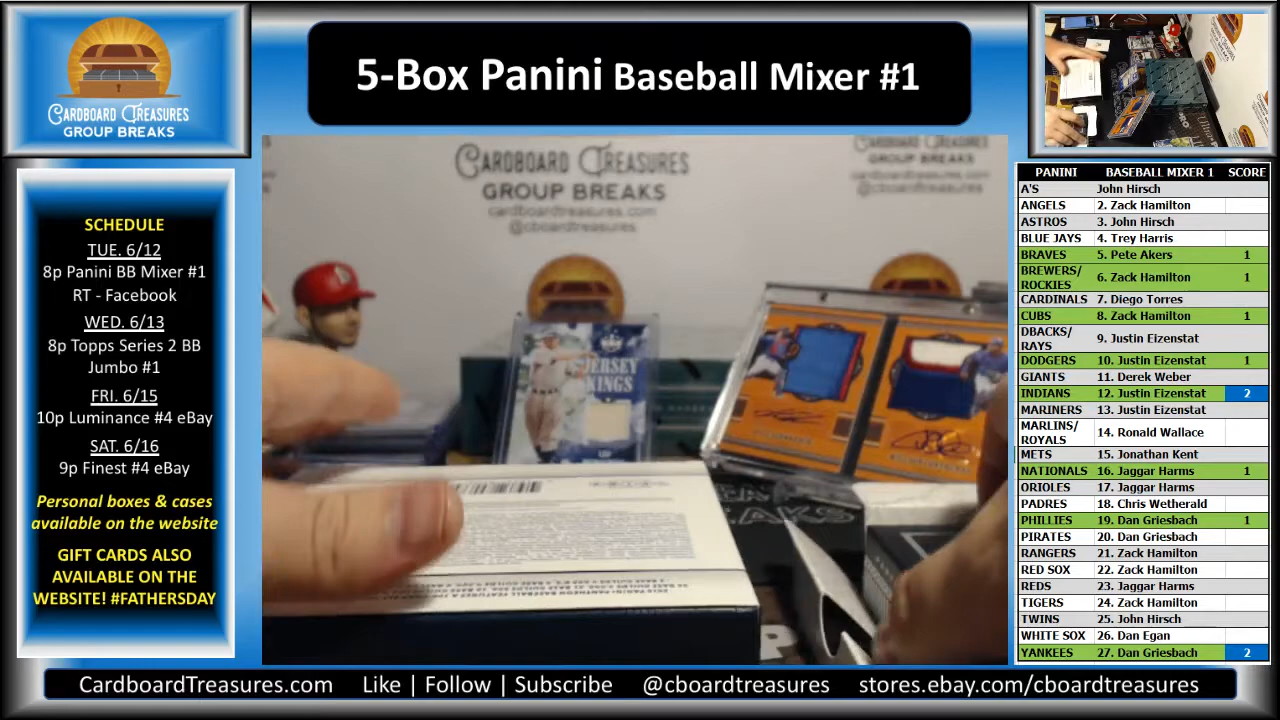 CARDBOARD TREASURES
GROUP BREAKS
5-Box Panini Baseball Mixer #1
SCHEDULE
TUE. 6/12
8p Panini BB Mixer #1
RT - Facebook
WED. 6/13
8p Topps Series 2 BB
Jumbo #1
FRI. 6/15
10p Luminance #4 eBay
SAT. 6/16
9p Finest #4 eBay
Personal boxes & cases
available on the website
GIFT CARDS ALSO
AVAILABLE ON THE
WEBSITE! #FATHERSDAY
CARDBOARD TREASURES
GROUP BREAKS
cardboardtreasures.com
@cboardtreasures
CARDBOARD TREASURES
GROUP BREAKS
@cboardtreasures
JERSEY
KINGS
PANINI BASEBALL MIXER 1 SCORE
A'S John Hirsch
ANGELS 2. Zack Hamilton
ASTROS 3. John Hirsch
BLUE JAYS 4. Trey Harris
BRAVES 5. Pete Akers 1
BREWERS/
ROCKIES 6. Zack Hamilton 1
CARDINALS 7. Diego Torres
CUBS 8. Zack Hamilton 1
DBACKS/
RAYS 9. Justin Eizenstat
DODGERS 10. Justin Eizenstat 1
GIANTS 11. Derek Weber
INDIANS 12. Justin Eizenstat 2
MARINERS 13. Justin Eizenstat
MARLINS/
ROYALS 14. Ronald Wallace
METS 15. Jonathan Kent
NATIONALS 16. Jaggar Harms 1
ORIOLES 17. Jaggar Harms
PADRES 18. Chris Wetherald
PHILLIES 19. Dan Griesbach 1
PIRATES 20. Dan Griesbach
RANGERS 21. Zack Hamilton
RED SOX 22. Zack Hamilton
REDS 23. Jaggar Harms
TIGERS 24. Zack Hamilton
TWINS 25. John Hirsch
WHITE SOX 26. Dan Egan
YANKEES 27. Dan Griesbach 2
CardboardTreasures.com Like | Follow | Subscribe @cboardtreasures stores.ebay.com/cboardtreasures